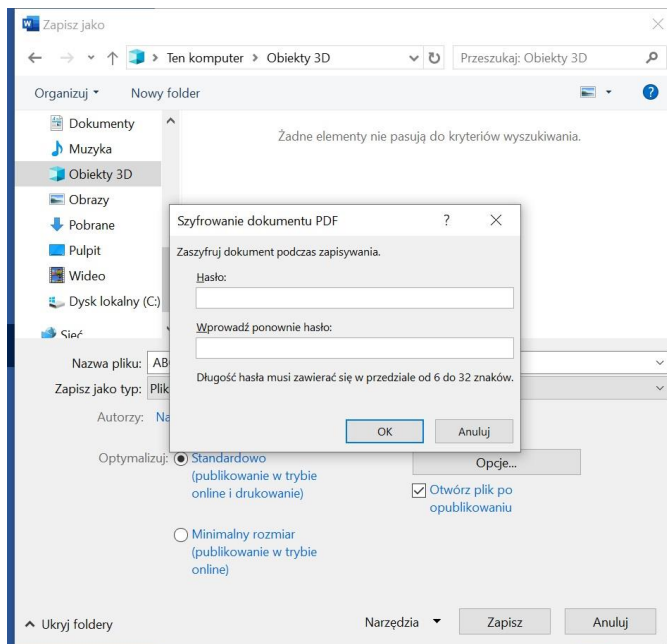 Zapisz jako
Ten komputer > Obiekty 3D
Przeszukaj: Obiekty 3D
Organizuj
Nowy folder
Dokumenty
Muzyka
Obiekty 3D
Obrazy
Pobrane
Pulpit
Wideo
Dysk lokalny (C:)
Sieć
Żadne elementy nie pasują do kryteriów wyszukiwania.
Szyfrowanie dokumentu PDF
?
Zaszyfruj dokument podczas zapisywania.
Hasło:
Wprowadź ponownie hasło:
Długość hasła musi zawierać się w przedziale od 6 do 32 znaków.
OK
Anuluj
Nazwa pliku:
Zapisz jako typ: Plik
Autorzy:
Optymalizuj:
Standardowo
(publikowanie w trybie
online i drukowanie)
Minimalny rozmiar
(publikowanie w trybie
online)
Opcje...
Otwórz plik po
opublikowaniu
Ukryj foldery
Narzędzia
Zapisz
Anuluj